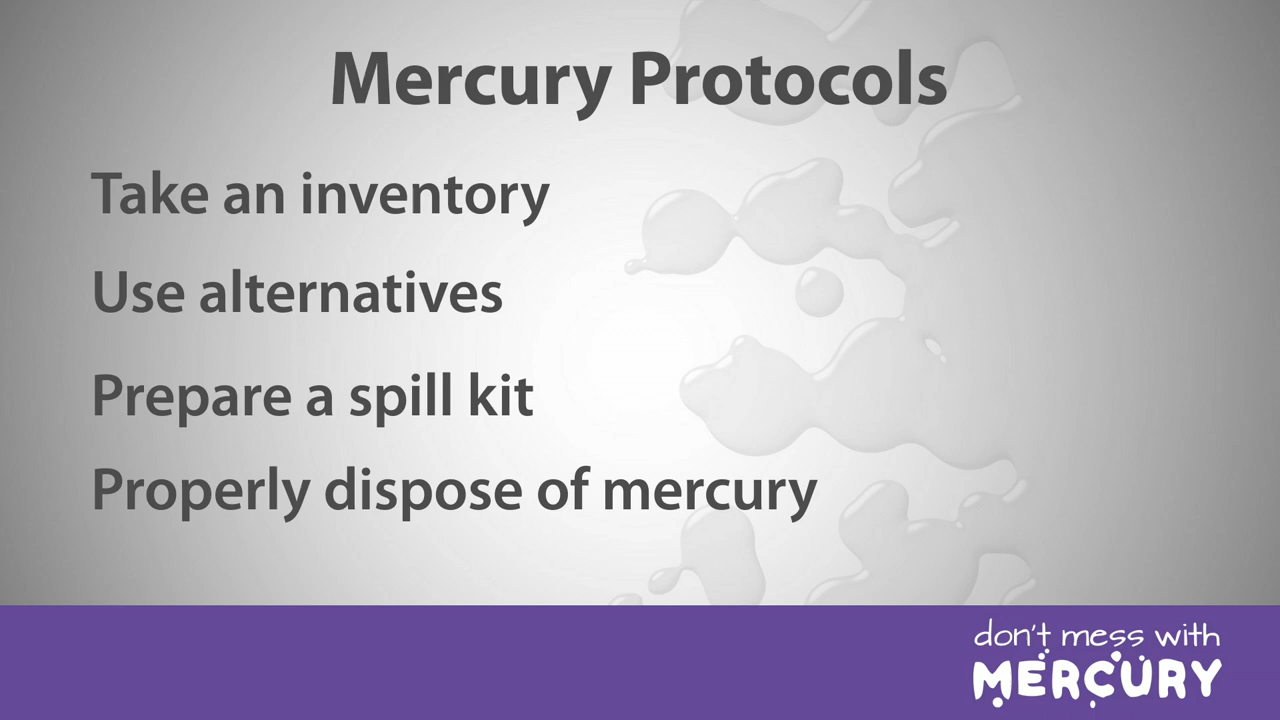 Mercury Protocols
Take an inventory
Use alternatives
Prepare a spill kit
Properly dispose of mercury
don't mess with
MERCURY